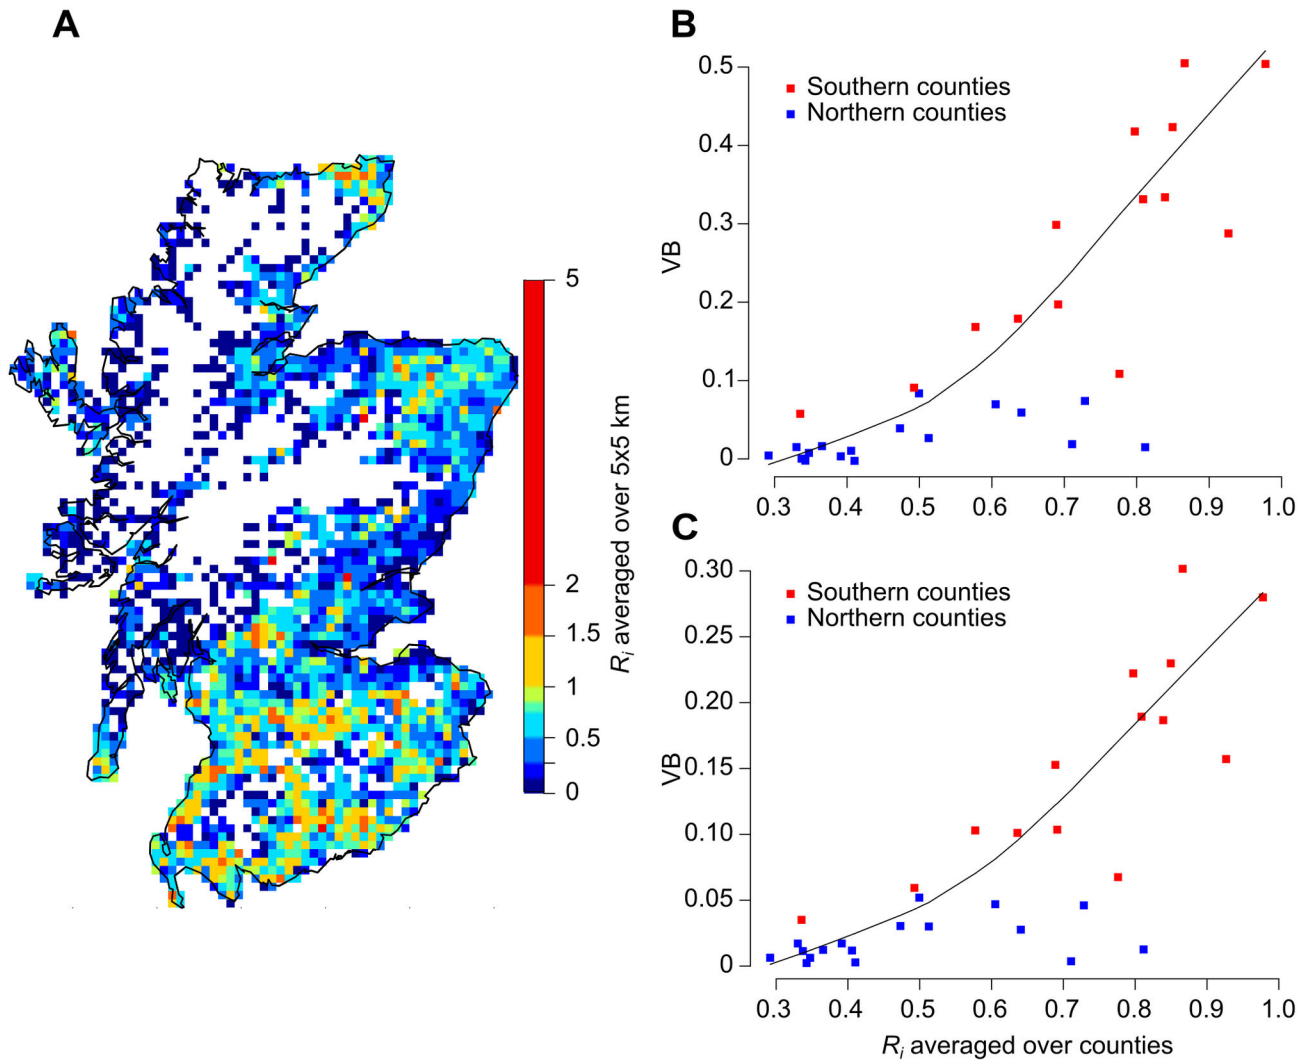 A
5
2
1.5
1
0.5
0
Ri averaged over 5x5 km
B
0.5
0.4
0.3
0.2
0.1
0
VB
Southern counties
Northern counties
0.3 0.4 0.5 0.6 0.7 0.8 0.9 1.0
C
0.30
0.25
0.20
0.15
0.10
0.05
0
VB
Southern counties
Northern counties
0.3 0.4 0.5 0.6 0.7 0.8 0.9 1.0
Ri averaged over counties